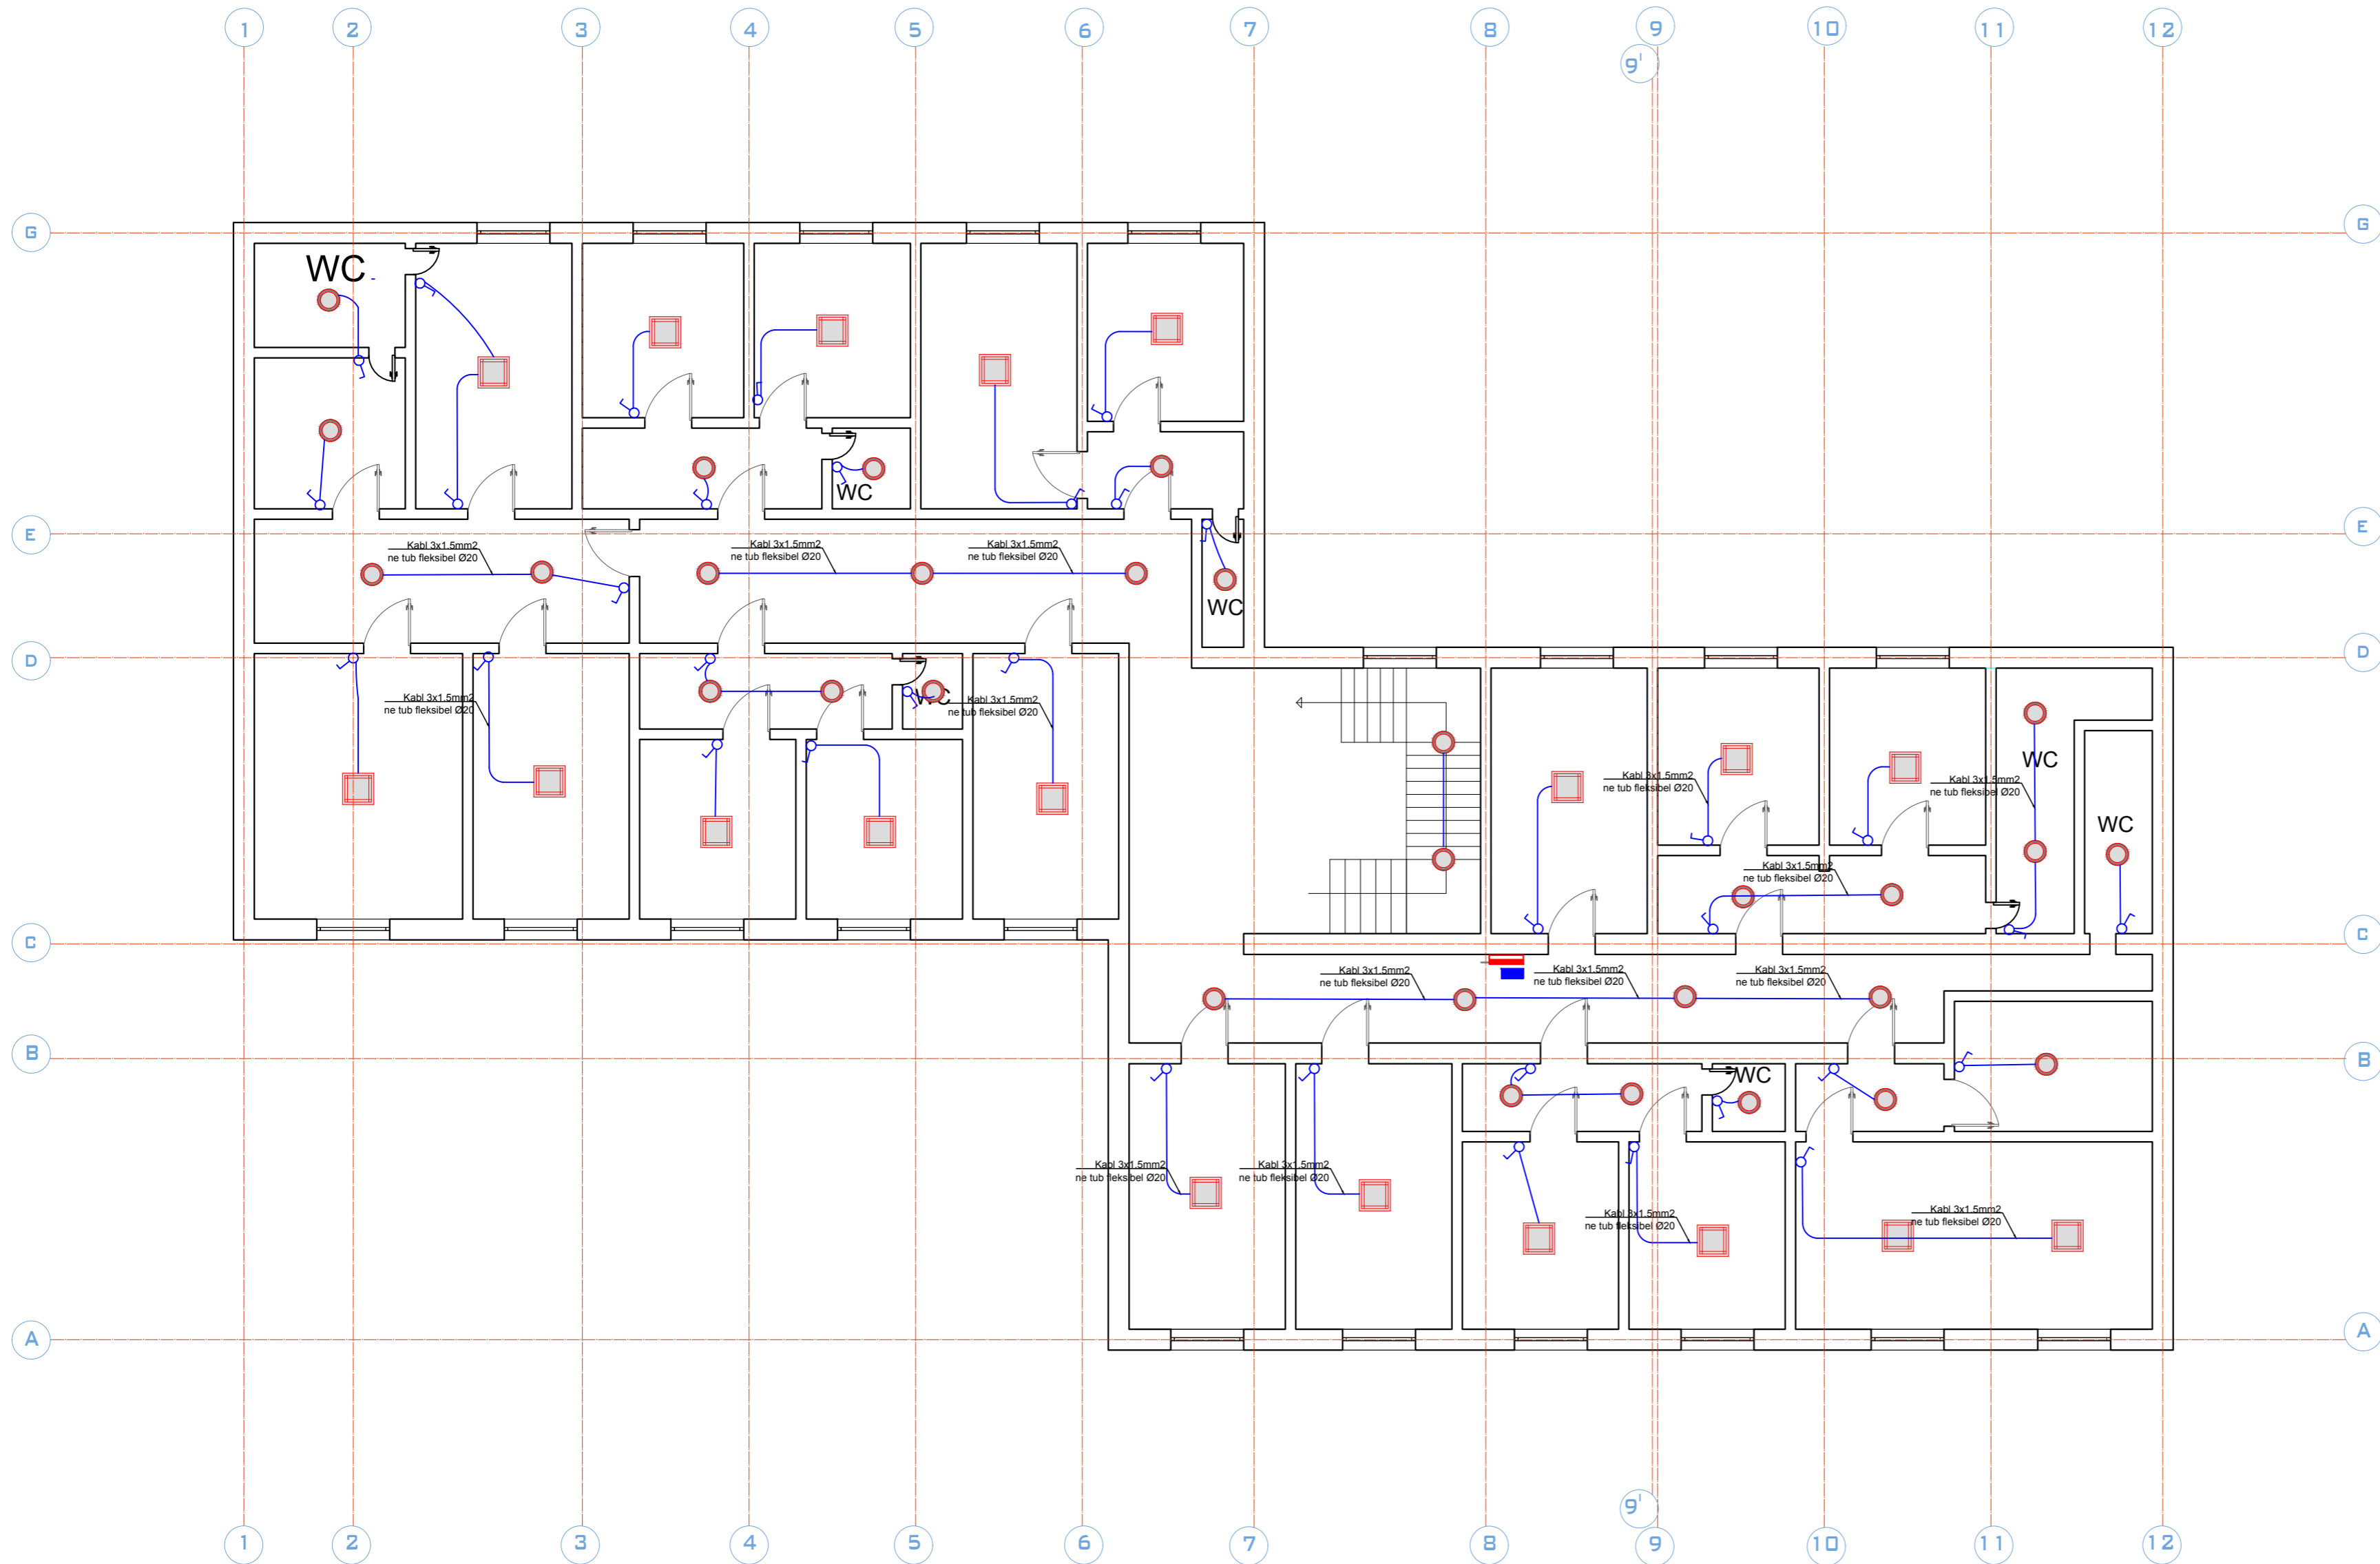 1 2 3 4 5 6 7 8 9 10 11 12
9'
G G
WC
WC
E E
Kabl 3x1.5mm2
ne tub fleksibel Ø20
Kabl 3x1.5mm2
ne tub fleksibel Ø20
Kabl 3x1.5mm2
ne tub fleksibel Ø20
WC
D D
Kabl 3x1.5mm2
ne tub fleksibel Ø20
WC
Kabl 3x1.5mm2
ne tub fleksibel Ø20
Kabl 3x1.5mm2
ne tub fleksibel Ø20
WC
Kabl 3x1.5mm2
ne tub fleksibel Ø20
WC
Kabl 3x1.5mm2
ne tub fleksibel Ø20
C C
Kabl 3x1.5mm2
ne tub fleksibel Ø20
Kabl 3x1.5mm2
ne tub fleksibel Ø20
Kabl 3x1.5mm2
ne tub fleksibel Ø20
B B
WC
Kabl 3x1.5mm2
ne tub fleksibel Ø20
Kabl 3x1.5mm2
ne tub fleksibel Ø20
Kabl 3x1.5mm2
ne tub fleksibel Ø20
Kabl 3x1.5mm2
ne tub fleksibel Ø20
A A
9'
1 2 3 4 5 6 7 8 9 10 11 12